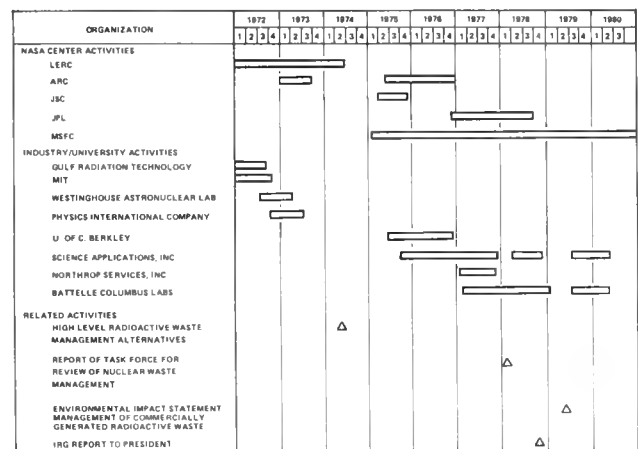 ORGANIZATION
1972 1973 1974 1975 1976 1977 1978 1979 1980
1 2 3 4 1 2 3 4 1 2 3 4 1 2 3 4 1 2 3 4 1 2 3 4 1 2 3 4 1 2 3 4 1 2 3
NASA CENTER ACTIVITIES
LERC
ARC
JSC
JPL
MSFC
INDUSTRY/UNIVERSITY ACTIVITIES
GULF RADIATION TECHNOLOGY
MIT
WESTINGHOUSE ASTRONUCLEAR LAB
PHYSICS INTERNATIONAL COMPANY
U. OF C. BERKLEY
SCIENCE APPLICATIONS, INC
NORTHROP SERVICES, INC
BATTELLE COLUMBUS LABS
RELATED ACTIVITIES
HIGH LEVEL RADIOACTIVE WASTE
MANAGEMENT ALTERNATIVES
REPORT OF TASK FORCE FOR
REVIEW OF NUCLEAR WASTE
MANAGEMENT
ENVIRONMENTAL IMPACT STATEMENT
MANAGEMENT OF COMMERCIALLY
GENERATED RADIOACTIVE WASTE
IRG REPORT TO PRESIDENT